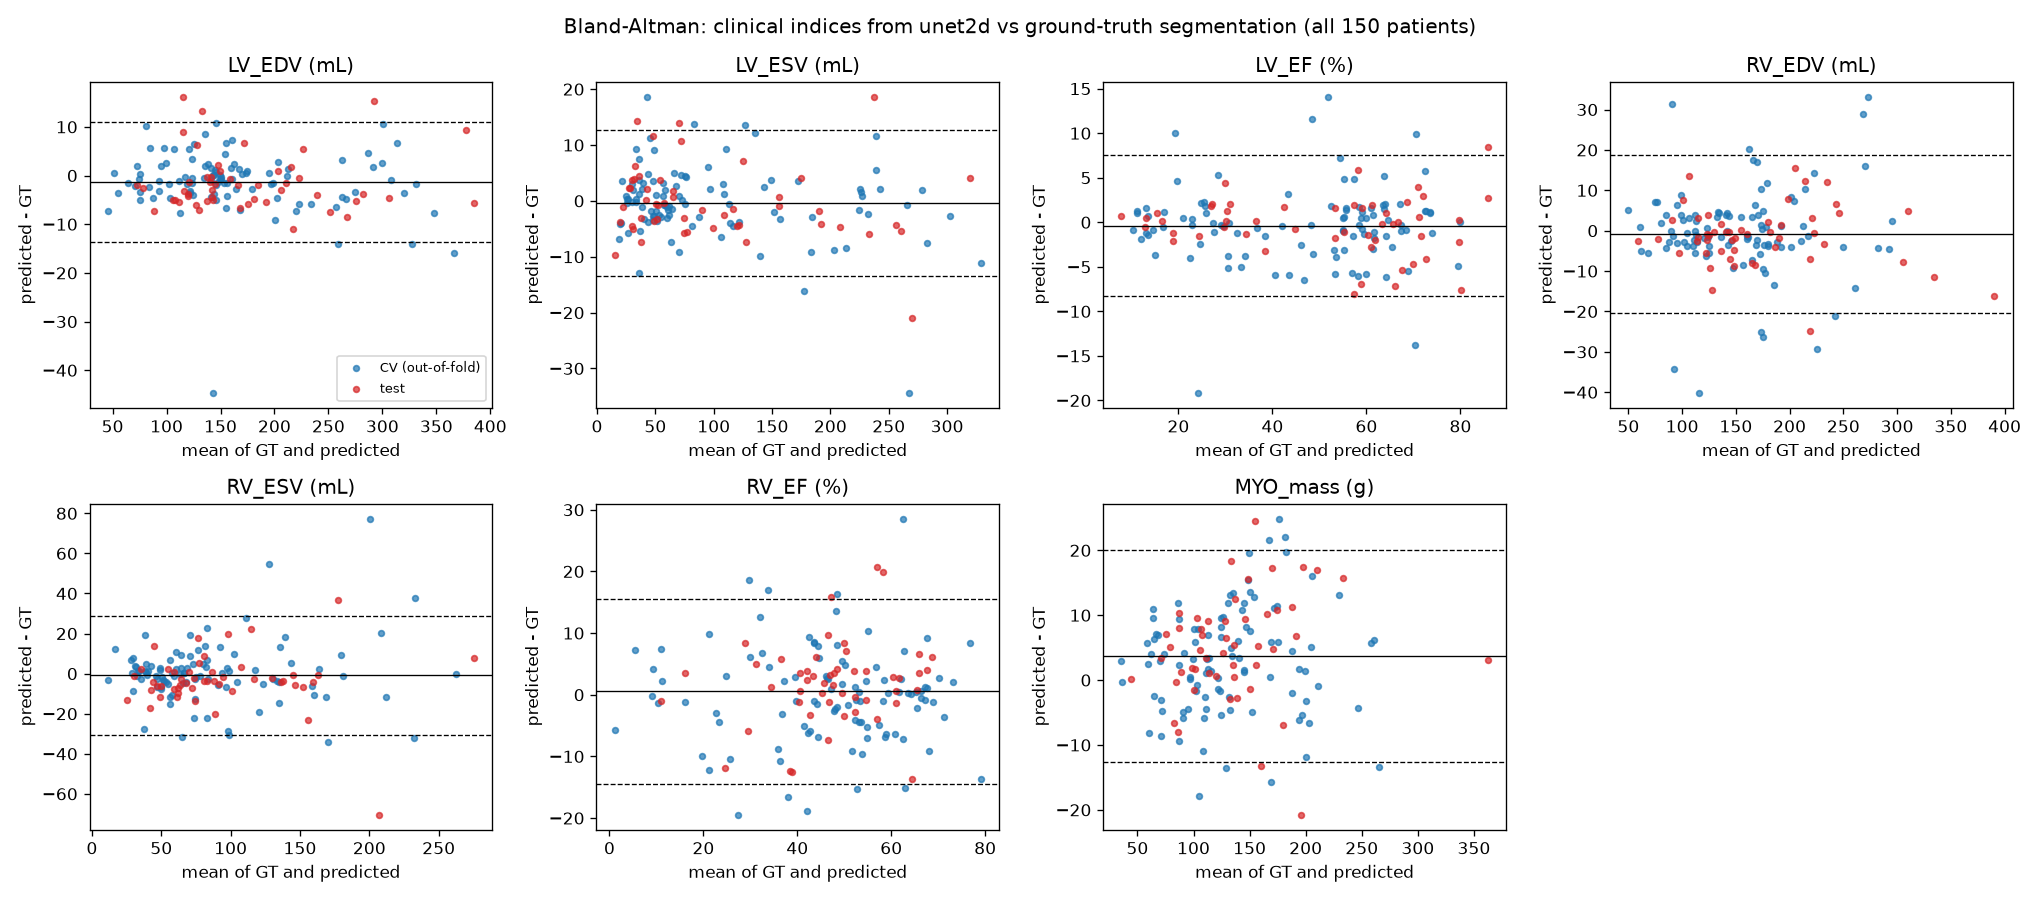 Bland-Altman: clinical indices from unet2d vs ground-truth segmentation (all 150 patients)
LV_EDV (mL)
predicted - GT
10
0
−10
−20
−30
−40
CV (out-of-fold)
test
50 100 150 200 250 300 350 400
mean of GT and predicted
LV_ESV (mL)
predicted - GT
20
10
0
−10
−20
−30
0 50 100 150 200 250 300
mean of GT and predicted
LV_EF (%)
predicted - GT
15
10
5
0
−5
−10
−15
−20
20 40 60 80
mean of GT and predicted
RV_EDV (mL)
predicted - GT
30
20
10
0
−10
−20
−30
−40
50 100 150 200 250 300 350 400
mean of GT and predicted
RV_ESV (mL)
predicted - GT
80
60
40
20
0
−20
−40
−60
0 50 100 150 200 250
mean of GT and predicted
RV_EF (%)
predicted - GT
30
20
10
0
−10
−20
0 20 40 60 80
mean of GT and predicted
MYO_mass (g)
predicted - GT
20
10
0
−10
−20
50 100 150 200 250 300 350
mean of GT and predicted